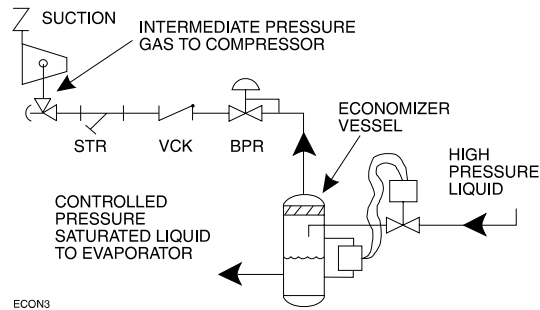 SUCTION
INTERMEDIATE PRESSURE
GAS TO COMPRESSOR
STR
VCK
BPR
ECONOMIZER
VESSEL
HIGH
PRESSURE
LIQUID
CONTROLLED
PRESSURE
SATURATED LIQUID
TO EVAPORATOR
ECON3